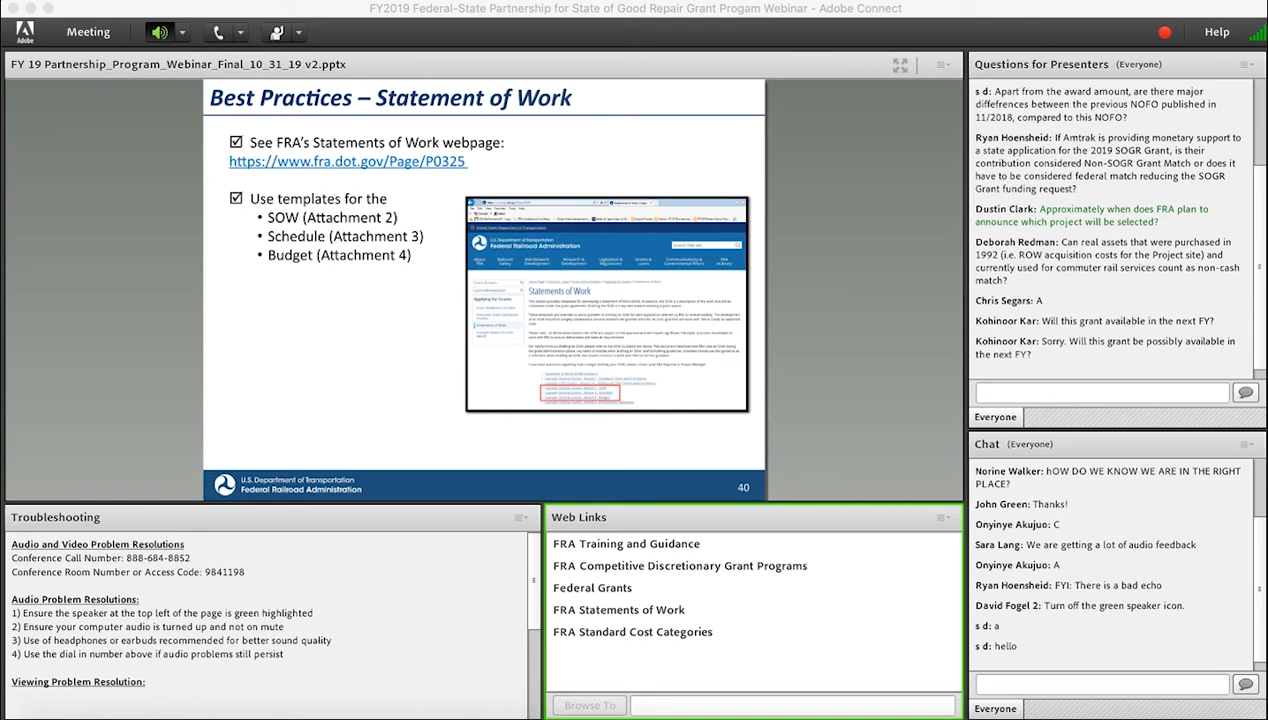 FY2019 Federal-State Partnership for State of Good Repair Grant Progam Webinar - Adobe Connect
Adobe
Meeting
Help
FY 19 Partnership_Program_Webinar_Final_10_31_19 v2.pptx
Best Practices – Statement of Work
See FRA's Statements of Work webpage:
https://www.fra.dot.gov/Page/P0325
Use templates for the
• SOW (Attachment 2)
• Schedule (Attachment 3)
• Budget (Attachment 4)
U.S. Department of Transportation
Federal Railroad Administration
Statements of Work
Applying for Grants
U.S. Department of Transportation
Federal Railroad Administration
40
Questions for Presenters (Everyone)
s d: Apart from the award amount, are there major
differences between the previous NOFO published in
11/2018, compared to this NOFO?
Ryan Hoensheid: If Amtrak is providing monetary support to
a state application for the 2019 SOGR Grant, is their
contribution considered Non-SOGR Grant Match or does it
have to be considered federal match reducing the SOGR
Grant funding request?
Dustin Clark: Approximately when does FRA plan to
announce which project will be selected?
Deborah Redman: Can real assets that were purchased in
1992 (i.e. ROW acquisition costs for the Project site) and
currently used for commuter rail services count as non-cash
match?
Chris Segars: A
Kohinoor Kar: Will this grant available in the next FY?
Kohinoor Kar: Sorry. Will this grant be possibly available in
the next FY?
Everyone
Chat (Everyone)
Norine Walker: hOW DO WE KNOW WE ARE IN THE RIGHT
PLACE?
John Green: Thanks!
Onyinye Akujuo: C
Sara Lang: We are getting a lot of audio feedback
Onyinye Akujuo: A
Ryan Hoensheid: FYI: There is a bad echo
David Fogel 2: Turn off the green speaker icon.
s d: a
s d: hello
Everyone
Troubleshooting
Audio and Video Problem Resolutions
Conference Call Number: 888-684-8852
Conference Room Number or Access Code: 9841198
Audio Problem Resolutions:
1) Ensure the speaker at the top left of the page is green highlighted
2) Ensure your computer audio is turned up and not on mute
3) Use of headphones or earbuds recommended for better sound quality
4) Use the dial in number above if audio problems still persist
Viewing Problem Resolution:
Web Links
FRA Training and Guidance
FRA Competitive Discretionary Grant Programs
Federal Grants
FRA Statements of Work
FRA Standard Cost Categories
Browse To